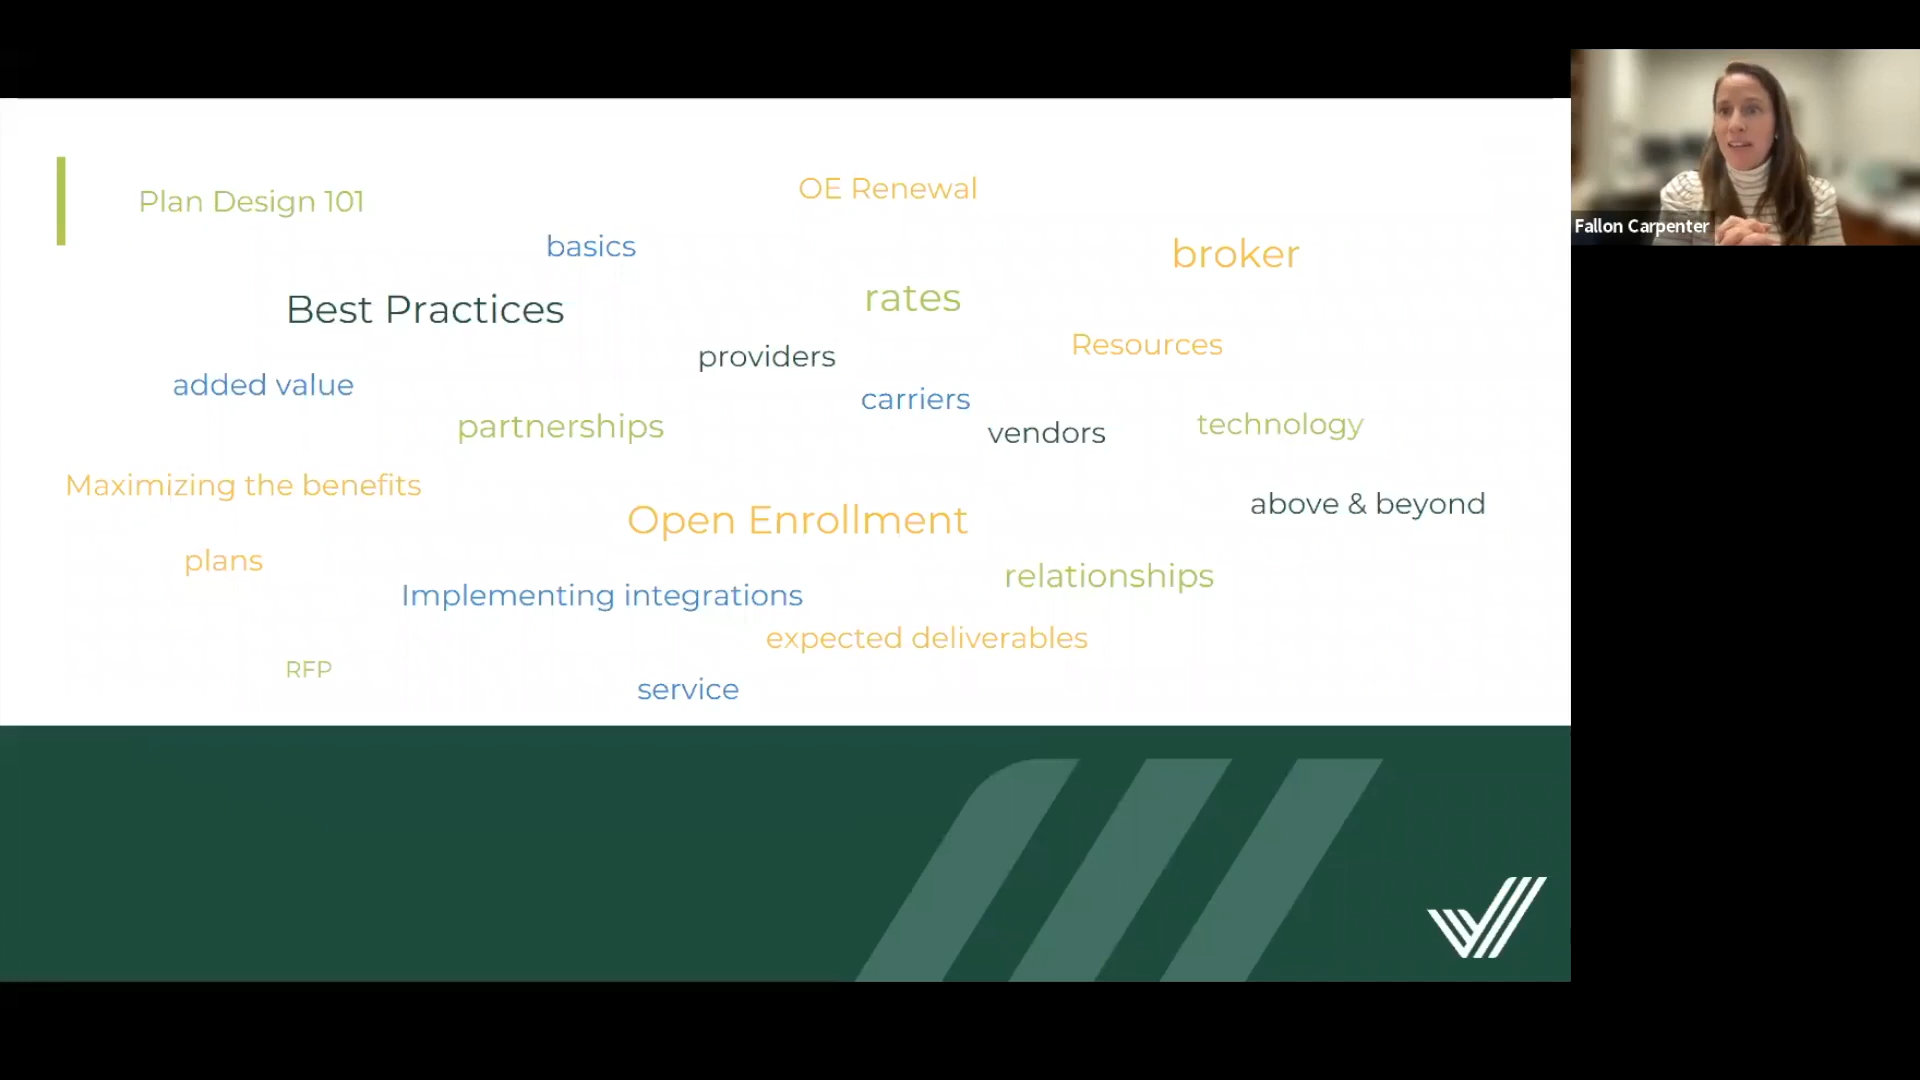 Plan Design 101
OE Renewal
basics
broker
Best Practices
rates
providers
Resources
added value
carriers
partnerships
vendors
technology
Maximizing the benefits
Open Enrollment
above & beyond
plans
Implementing integrations
relationships
expected deliverables
RFP
service
Fallon Carpenter